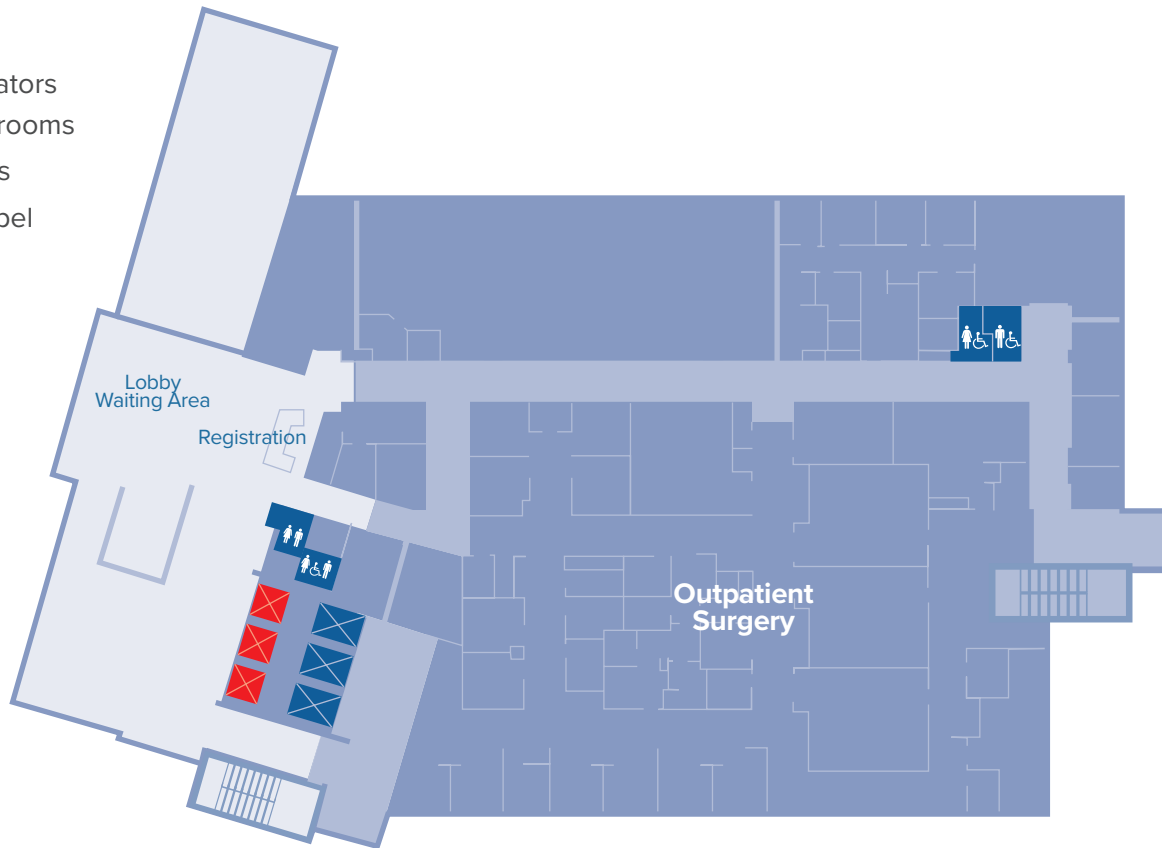 ators
rooms
s
pel
Lobby
Waiting Area
Registration
Outpatient
Surgery